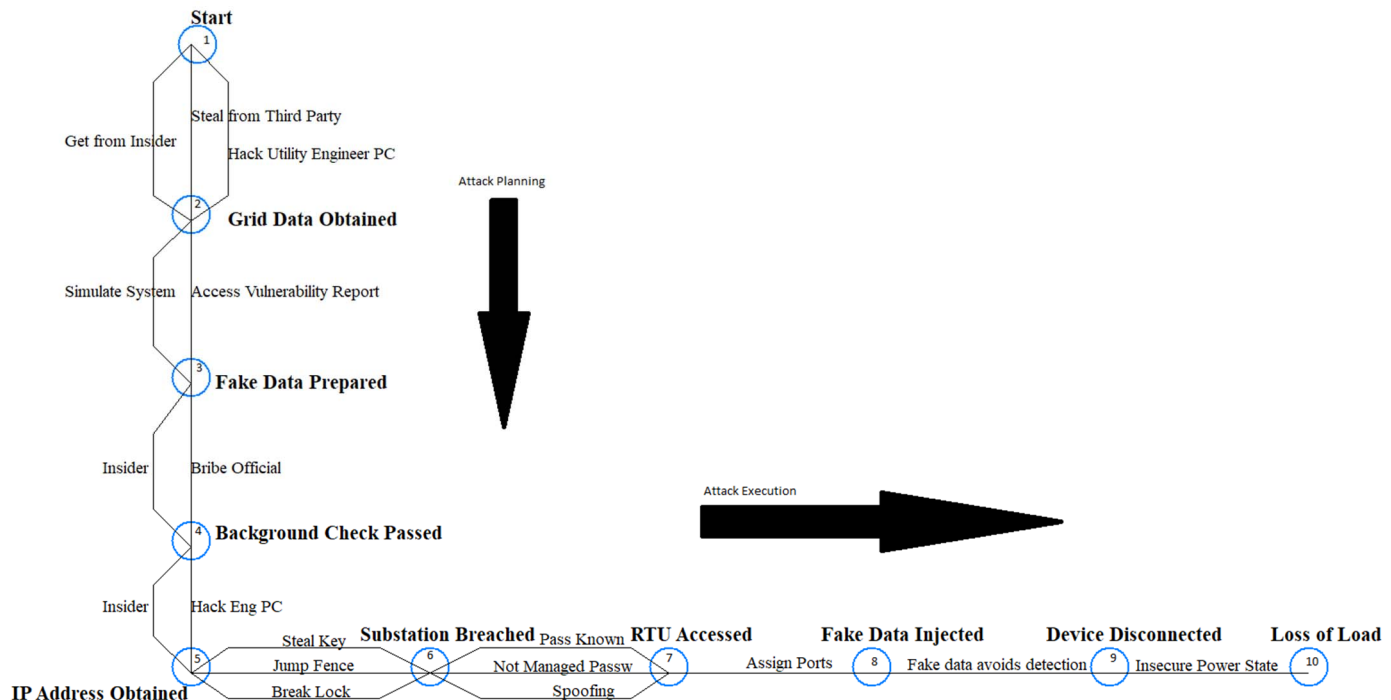 Start
1
Steal from Third Party
Get from Insider
Hack Utility Engineer PC
Attack Planning
2
Grid Data Obtained
Simulate System
Access Vulnerability Report
3
Fake Data Prepared
Insider
Bribe Official
Attack Execution
4
Background Check Passed
Insider
Hack Eng PC
Steal Key
Substation Breached
Pass Known
RTU Accessed
Fake Data Injected
Device Disconnected
Loss of Load
5
Jump Fence
6
Not Managed Passw
7
Assign Ports
8
Fake data avoids detection
9
Insecure Power State
10
IP Address Obtained
Break Lock
Spoofing